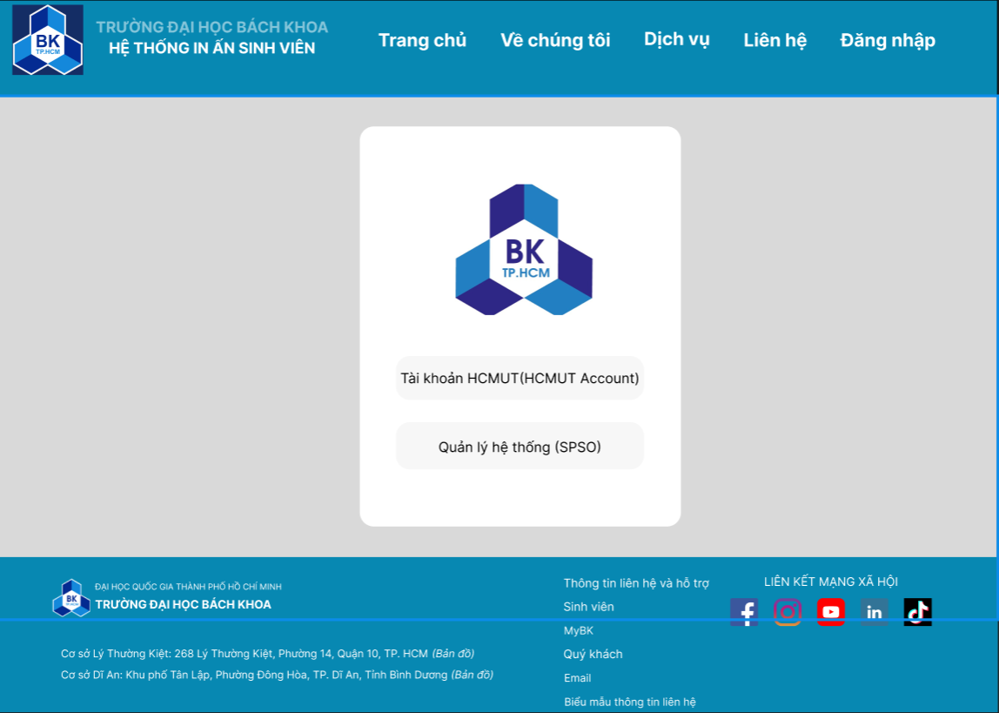 BK
TP.HCM
TRƯỜNG ĐẠI HỌC BÁCH KHOA
HỆ THỐNG IN ẤN SINH VIÊN
Trang chủ
Về chúng tôi
Dịch vụ
Liên hệ
Đăng nhập
BK
TP.HCM
Tài khoản HCMUT(HCMUT Account)
Quản lý hệ thống (SPSO)
BK
TP.HCM
ĐẠI HỌC QUỐC GIA THÀNH PHỐ HỒ CHÍ MINH
TRƯỜNG ĐẠI HỌC BÁCH KHOA
Cơ sở Lý Thường Kiệt: 268 Lý Thường Kiệt, Phường 14, Quận 10, TP. HCM (Bản đồ)
Cơ sở Dĩ An: Khu phố Tân Lập, Phường Đông Hòa, TP. Dĩ An, Tỉnh Bình Dương (Bản đồ)
Thông tin liên hệ và hỗ trợ
Sinh viên
MyBK
Quý khách
Email
Biểu mẫu thông tin liên hệ
LIÊN KẾT MẠNG XÃ HỘI
in